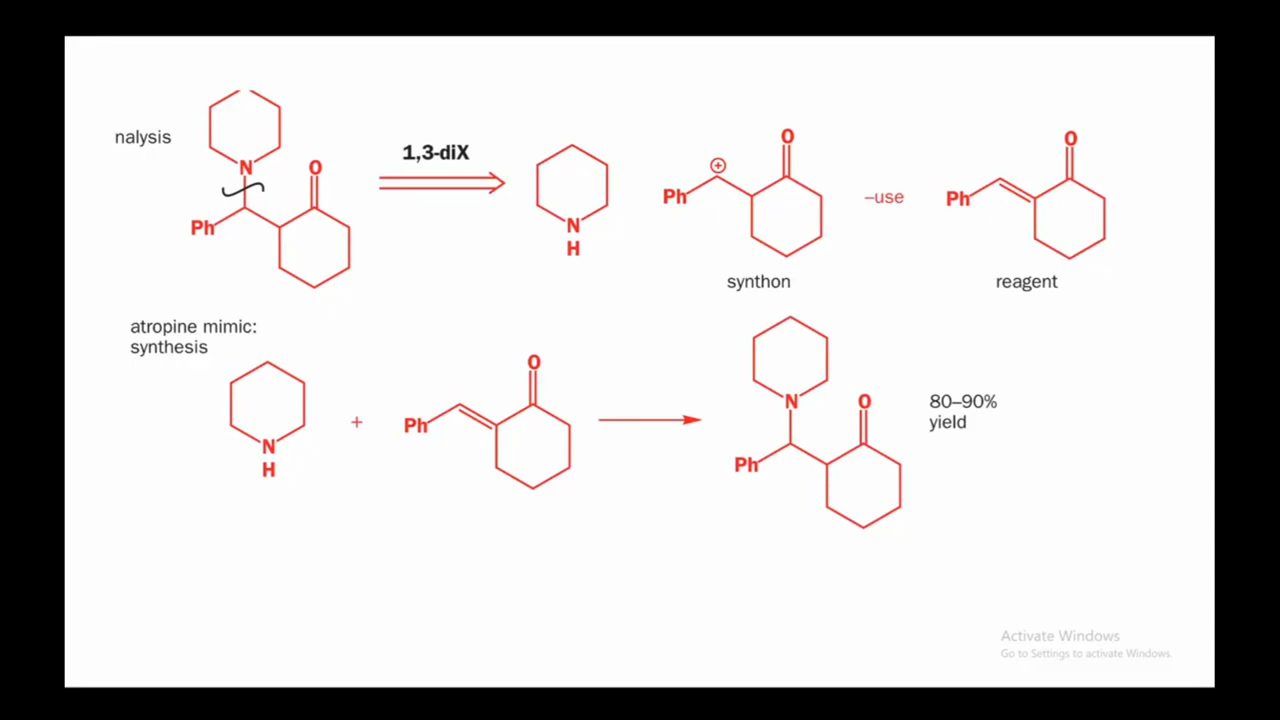 nalysis
N
O
Ph
1,3-diX
N
H
Ph
O
synthon
–use
Ph
O
reagent
atropine mimic:
synthesis
N
H
+
Ph
O
N
O
Ph
80–90%
yield
Activate Windows
Go to Settings to activate Windows.